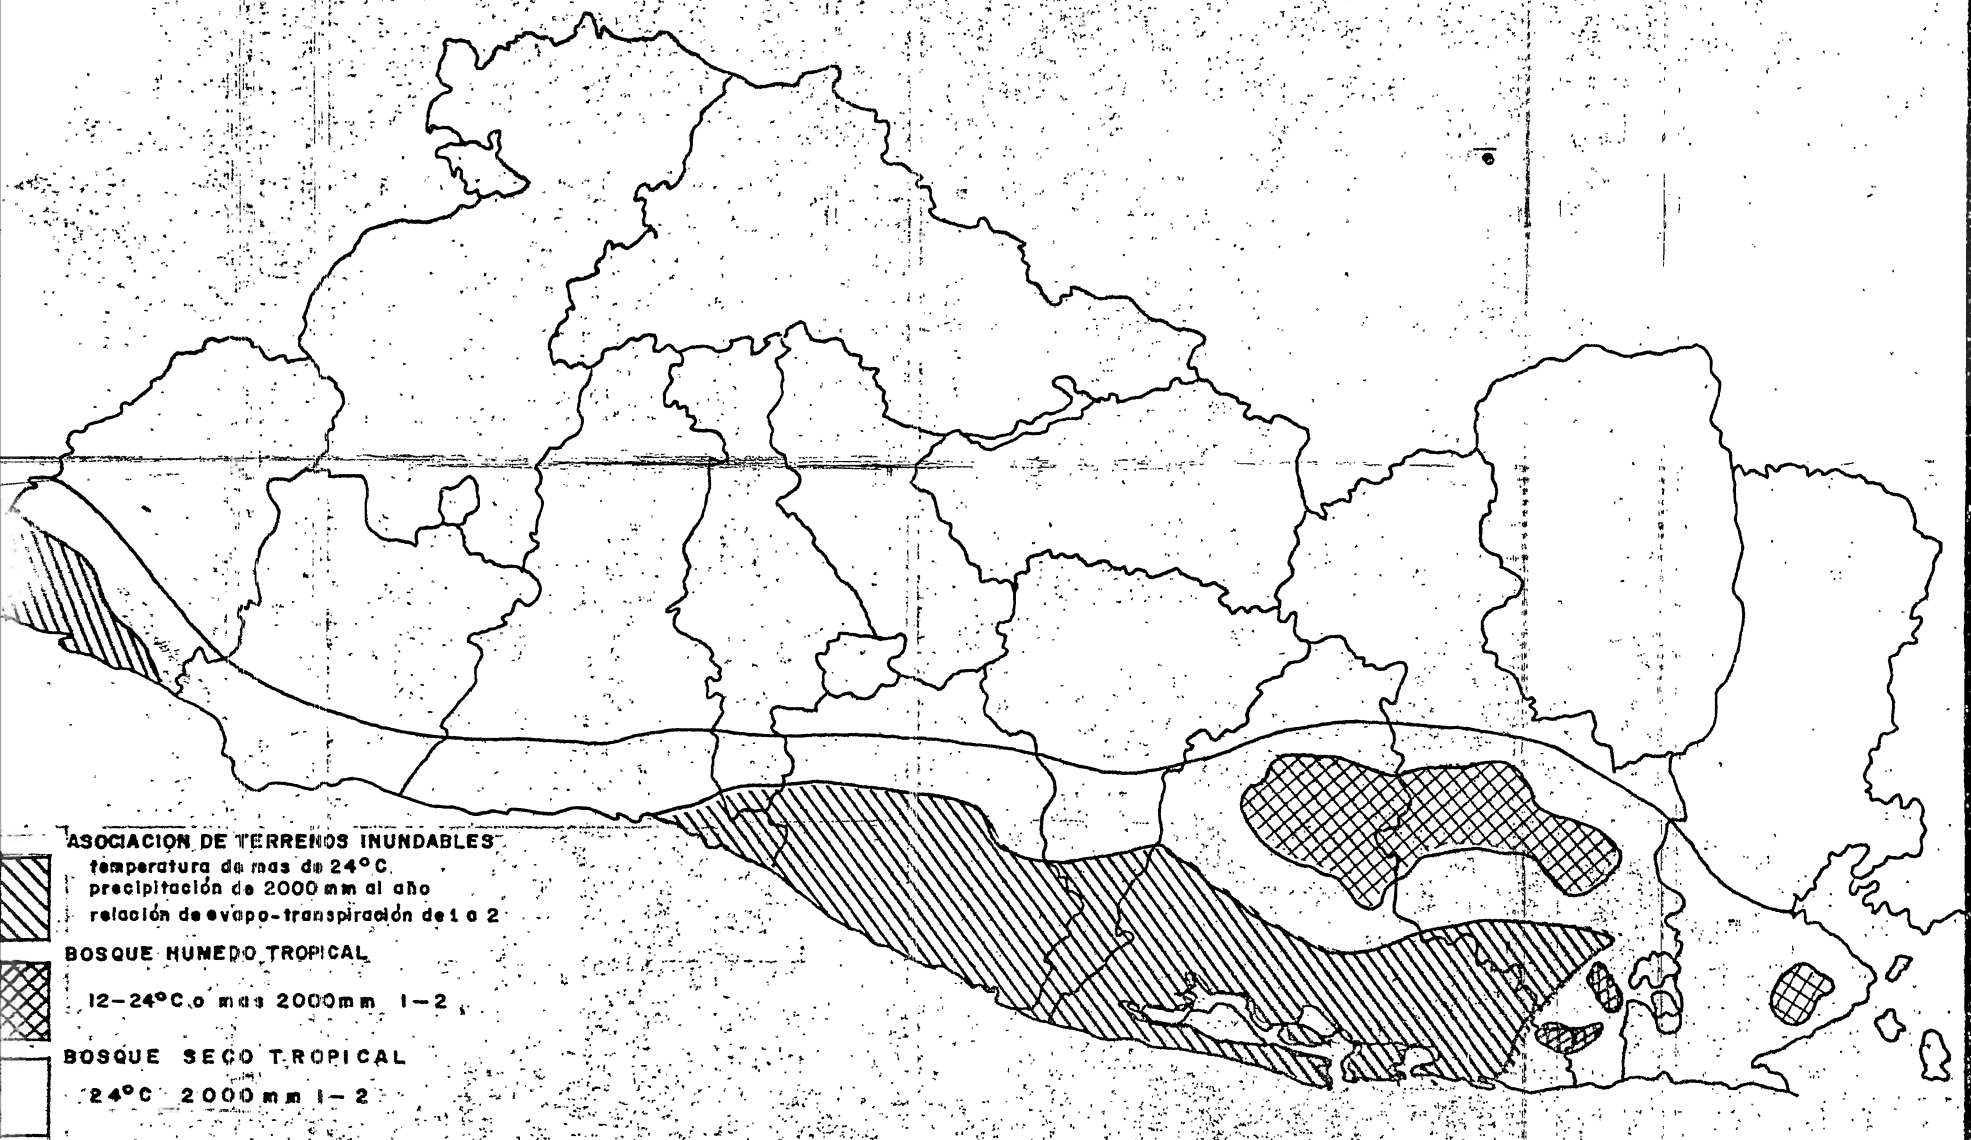 ASOCIACION DE TERRENOS INUNDABLES
temperatura de mas de 24°C.
precipitación de 2000 mm al año
relación de evapo-transpiración de 1 a 2
BOSQUE HUMEDO TROPICAL
12-24°C o mas 2000mm 1-2
BOSQUE SECO TROPICAL
24°C 2000mm 1-2